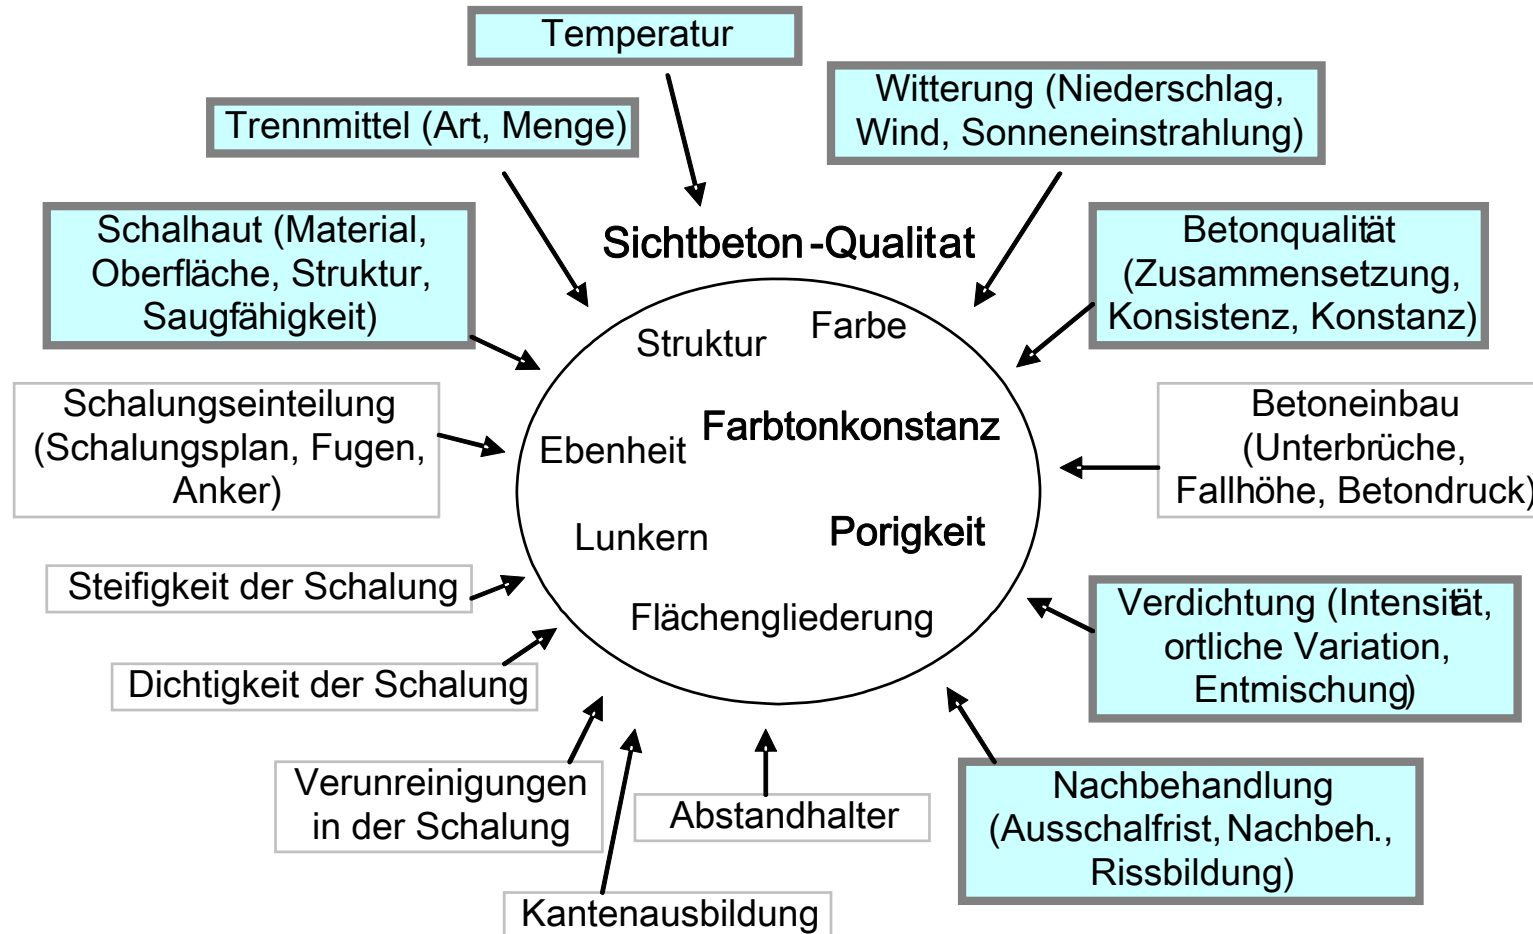 Temperatur
Witterung (Niederschlag,
Wind, Sonneneinstrahlung)
Trennmittel (Art, Menge)
Schalhaut (Material,
Oberfläche, Struktur,
Saugfähigkeit)
Sichtbeton-Qualitat
Betonqualität
(Zusammensetzung,
Konsistenz, Konstanz)
Struktur
Farbe
Schalungseinteilung
(Schalungsplan, Fugen,
Anker)
Ebenheit
Farbtonkonstanz
Betoneinbau
(Unterbrüche,
Fallhöhe, Betondruck)
Lunkern
Porigkeit
Steifigkeit der Schalung
Flächengliederung
Verdichtung (Intensität,
ortliche Variation,
Entmischung)
Dichtigkeit der Schalung
Verunreinigungen
in der Schalung
Abstandhalter
Nachbehandlung
(Ausschalfrist, Nachbeh.,
Rissbildung)
Kantenausbildung